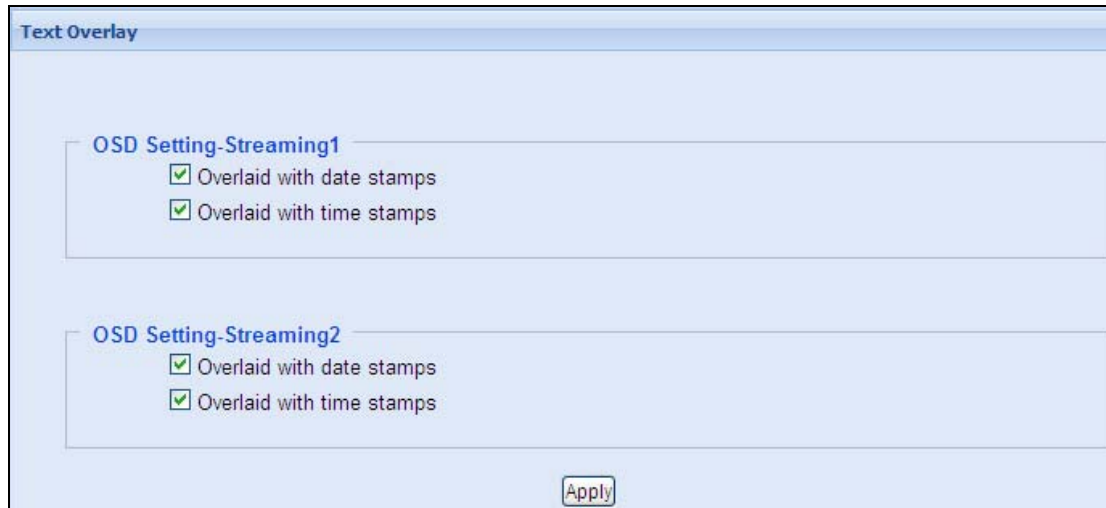 Text Overlay
OSD Setting-Streaming1
Overlaid with date stamps
Overlaid with time stamps
OSD Setting-Streaming2
Overlaid with date stamps
Overlaid with time stamps
Apply